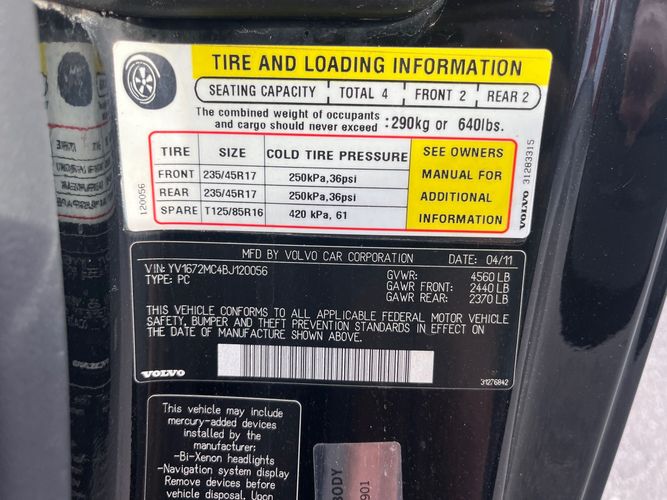 TIRE AND LOADING INFORMATION
SEATING CAPACITY TOTAL 4 FRONT 2 REAR 2
The combined weight of occupants
and cargo should never exceed :290kg or 640lbs.
TIRE SIZE COLD TIRE PRESSURE
FRONT 235/45R17 250kPa,36psi
REAR 235/45R17 250kPa,36psi
SPARE T125/85R16 420 kPa, 61
SEE OWNERS
MANUAL FOR
ADDITIONAL
INFORMATION
120056
VOLVO 31283315
MFD BY VOLVO CAR CORPORATION DATE: 04/11
VIN: YV1672MC4BJ120056 GVWR: 4560 LB
TYPE: PC GAWR FRONT: 2440 LB
GAWR REAR: 2370 LB
THIS VEHICLE CONFORMS TO ALL APPLICABLE FEDERAL MOTOR VEHICLE
SAFETY, BUMPER AND THEFT PREVENTION STANDARDS IN EFFECT ON
THE DATE OF MANUFACTURE SHOWN ABOVE.
VOLVO 31276842
This vehicle may include
mercury-added devices
installed by the
manufacturer:
-Bi-Xenon headlights
-Navigation system display
Remove devices before
vehicle disposal. Upon
BODY
901